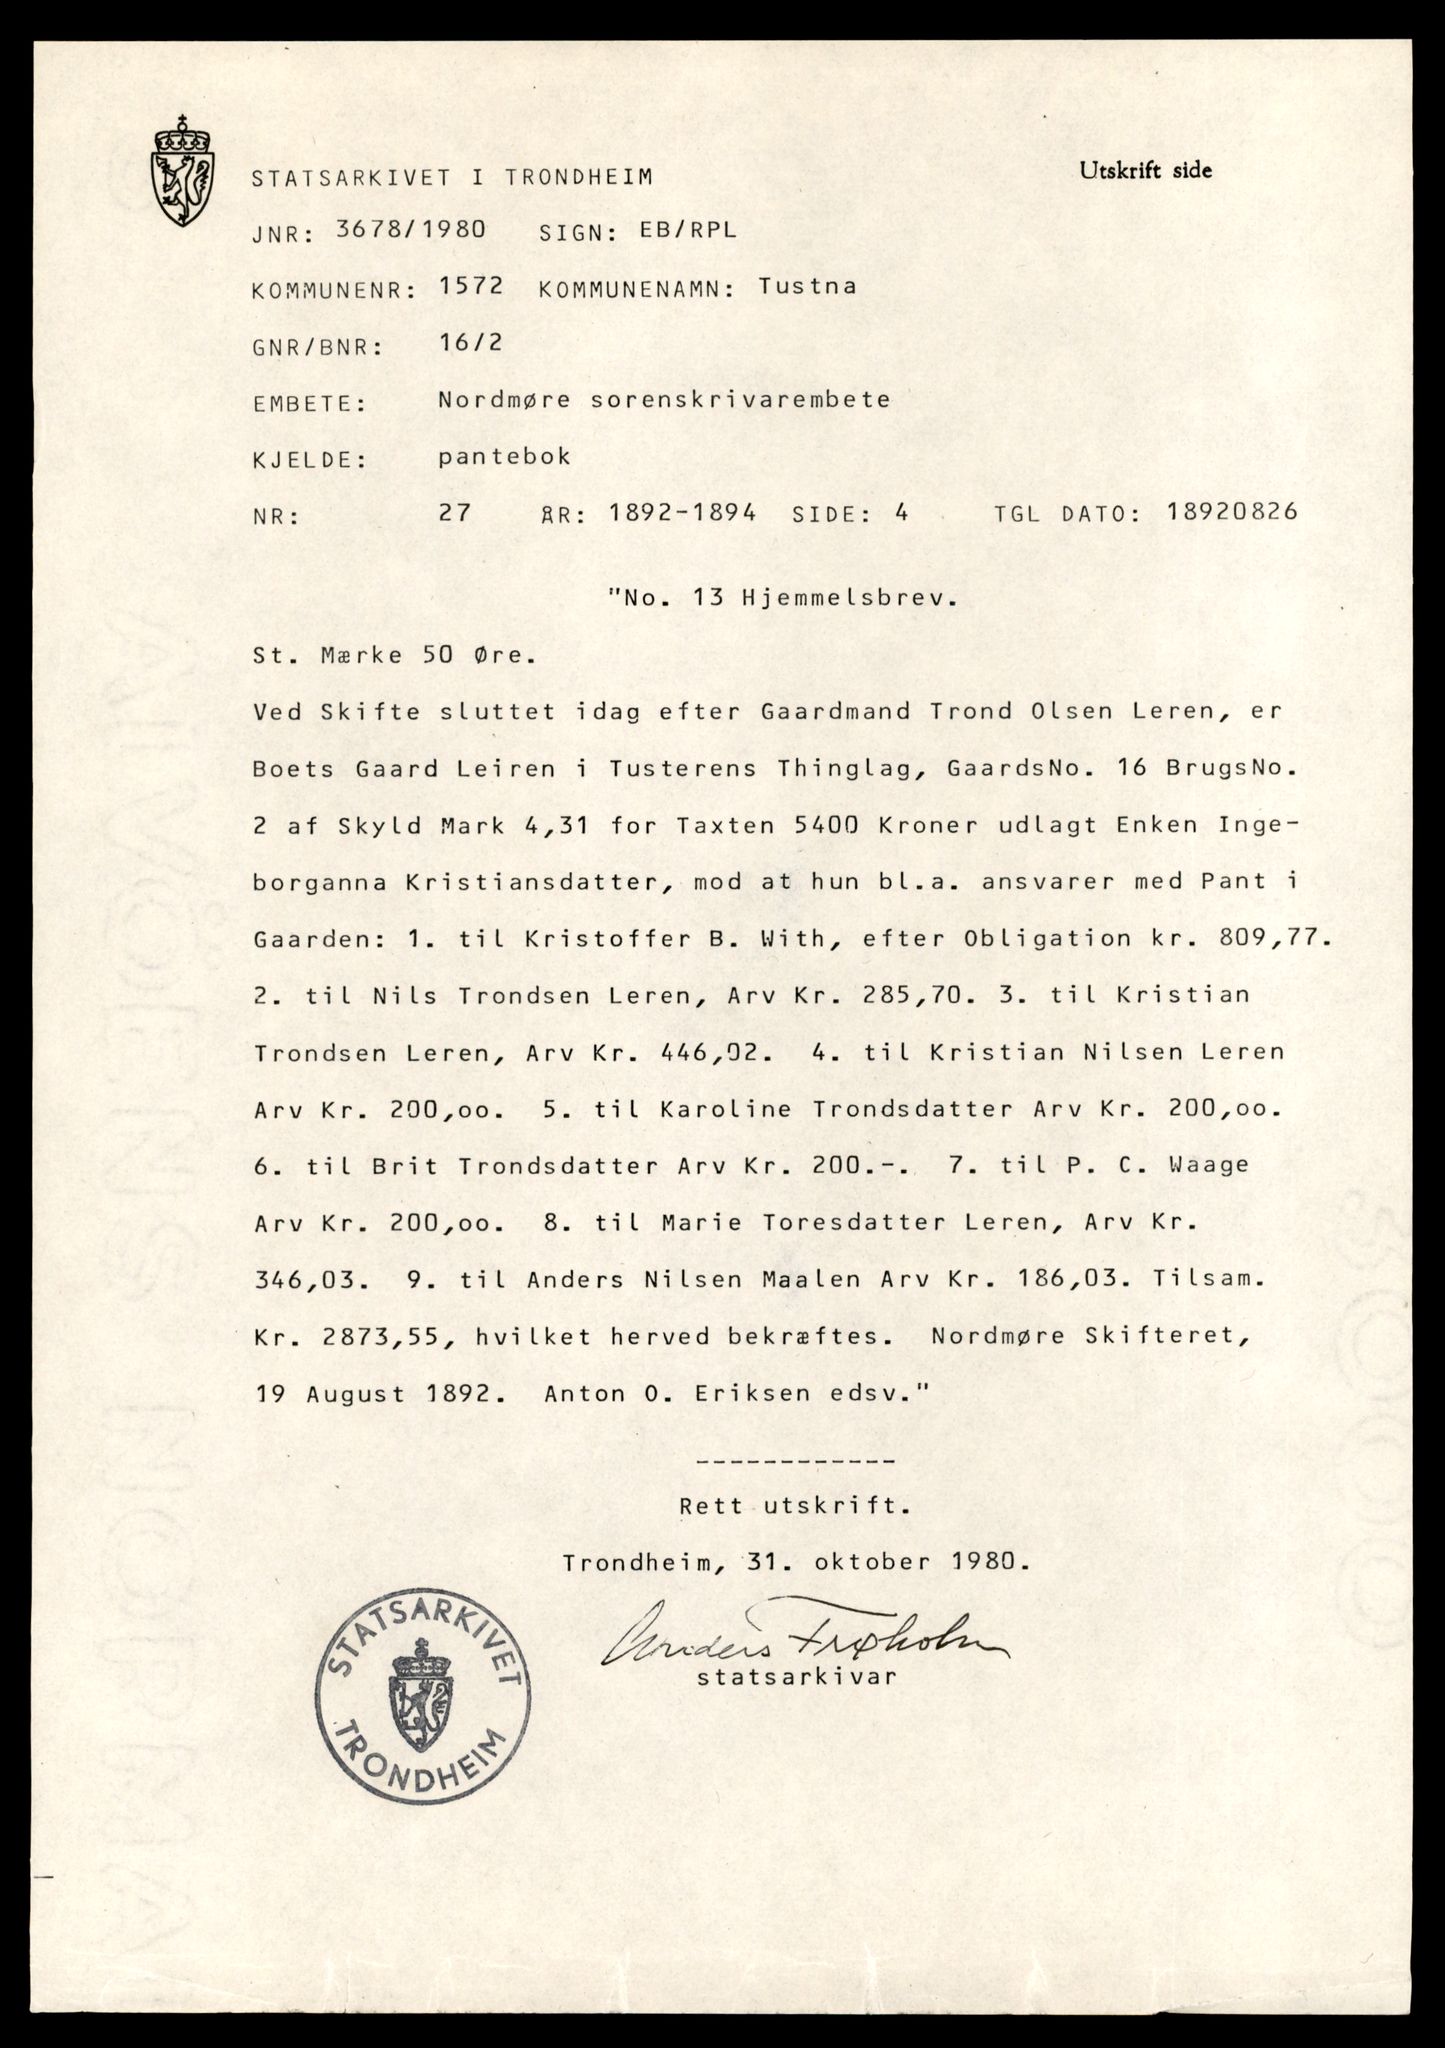 STATSARKIVET I TRONDHEIM
Utskrift side
JNR: 3678/1980 SIGN: EB/RPL
KOMMUNENR: 1572 KOMMUNENAMN: Tustna
GNR/BNR: 16/2
EMBETE: Nordmøre sorenskrivarembete
KJELDE: pantebok
NR: 27 ÅR: 1892-1894 SIDE: 4 TGL DATO: 18920826
"No. 13 Hjemmelsbrev.
St. Mærke 50 Øre.
Ved Skifte sluttet idag efter Gaardmand Trond Olsen Leren, er
Boets Gaard Leiren i Tusterens Thinglag, GaardsNo. 16 BrugsNo.
2 af Skyld Mark 4,31 for Taxten 5400 Kroner udlagt Enken Inge-
borganna Kristiansdatter, mod at hun bl.a. ansvarer med Pant i
Gaarden: 1. til Kristoffer B. With, efter Obligation kr. 809,77.
2. til Nils Trondsen Leren, Arv Kr. 285,70. 3. til Kristian
Trondsen Leren, Arv Kr. 446,02. 4. til Kristian Nilsen Leren
Arv Kr. 200,oo. 5. til Karoline Trondsdatter Arv Kr. 200,oo.
6. til Brit Trondsdatter Arv Kr. 200.-. 7. til P. C. Waage
Arv Kr. 200,oo. 8. til Marie Toresdatter Leren, Arv Kr.
346,03. 9. til Anders Nilsen Maalen Arv Kr. 186,03. Tilsam.
Kr. 2873,55, hvilket herved bekræftes. Nordmøre Skifteret,
19 August 1892. Anton O. Eriksen edsv."
------------
Rett utskrift.
Trondheim, 31. oktober 1980.
Anders
statsarkivar
STATSARKIVET
TRONDHEIM